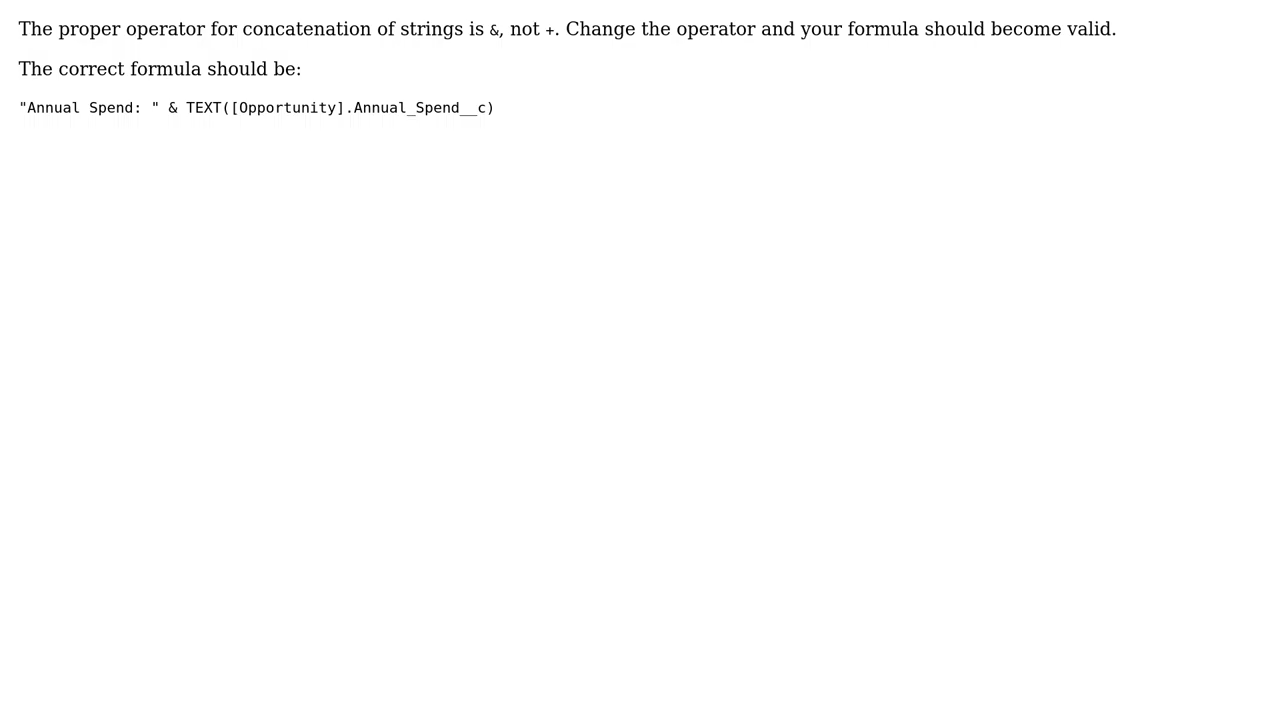 The proper operator for concatenation of strings is &, not +. Change the operator and your formula should become valid.
The correct formula should be:
"Annual Spend: " & TEXT([Opportunity].Annual_Spend__c)